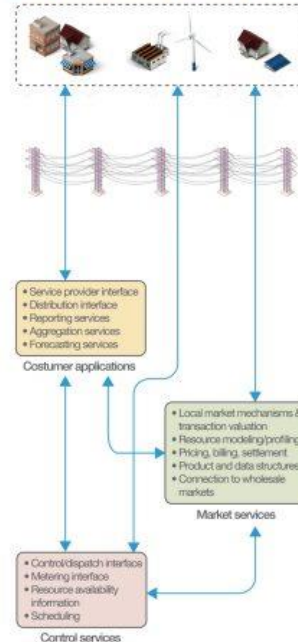 • Service provider interface
• Distribution interface
• Reporting services
• Aggregation services
• Forecasting services
Costumer applications
• Local market mechanisms &
transaction valuation
• Resource modeling/profiling
• Pricing, billing, settlement
• Product and data structures
• Connection to wholesale
markets
Market services
• Control/dispatch interface
• Metering interface
• Resource availability
information
• Scheduling
Control services